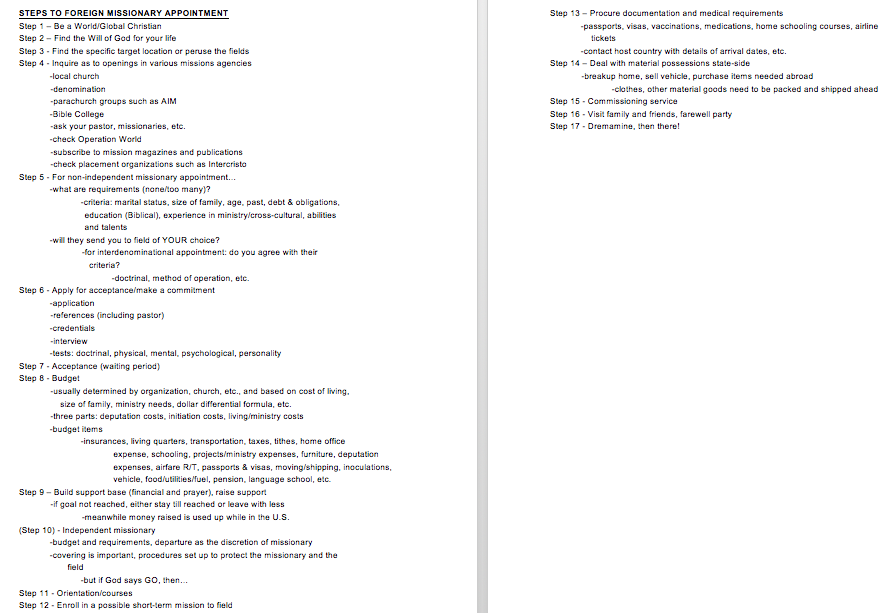 STEPS TO FOREIGN MISSIONARY APPOINTMENT
Step 1 – Be a World/Global Christian
Step 2 – Find the Will of God for your life
Step 3 - Find the specific target location or peruse the fields
Step 4 - Inquire as to openings in various missions agencies
-local church
-denomination
-parachurch groups such as AIM
-Bible College
-ask your pastor, missionaries, etc.
-check Operation World
-subscribe to mission magazines and publications
-check placement organizations such as Intercristo
Step 5 - For non-independent missionary appointment…
-what are requirements (none/too many)?
-criteria: marital status, size of family, age, past, debt & obligations,
education (Biblical), experience in ministry/cross-cultural, abilities
and talents
-will they send you to field of YOUR choice?
-for interdenominational appointment: do you agree with their
criteria?
-doctrinal, method of operation, etc.
Step 6 - Apply for acceptance/make a commitment
-application
-references (including pastor)
-credentials
-interview
-tests: doctrinal, physical, mental, psychological, personality
Step 7 - Acceptance (waiting period)
Step 8 - Budget
-usually determined by organization, church, etc., and based on cost of living,
size of family, ministry needs, dollar differential formula, etc.
-three parts: deputation costs, initiation costs, living/ministry costs
-budget items
-insurances, living quarters, transportation, taxes, tithes, home office
expense, schooling, projects/ministry expenses, furniture, deputation
expenses, airfare R/T, passports & visas, moving/shipping, inoculations,
vehicle, food/utilities/fuel, pension, language school, etc.
Step 9 – Build support base (financial and prayer), raise support
-if goal not reached, either stay till reached or leave with less
-meanwhile money raised is used up while in the U.S.
(Step 10) - Independent missionary
-budget and requirements, departure as the discretion of missionary
-covering is important, procedures set up to protect the missionary and the
field
-but if God says GO, then…
Step 11 - Orientation/courses
Step 12 - Enroll in a possible short-term mission to field
Step 13 – Procure documentation and medical requirements
-passports, visas, vaccinations, medications, home schooling courses, airline
tickets
-contact host country with details of arrival dates, etc.
Step 14 – Deal with material possessions state-side
-breakup home, sell vehicle, purchase items needed abroad
-clothes, other material goods need to be packed and shipped ahead
Step 15 - Commissioning service
Step 16 - Visit family and friends, farewell party
Step 17 - Dremamine, then there!